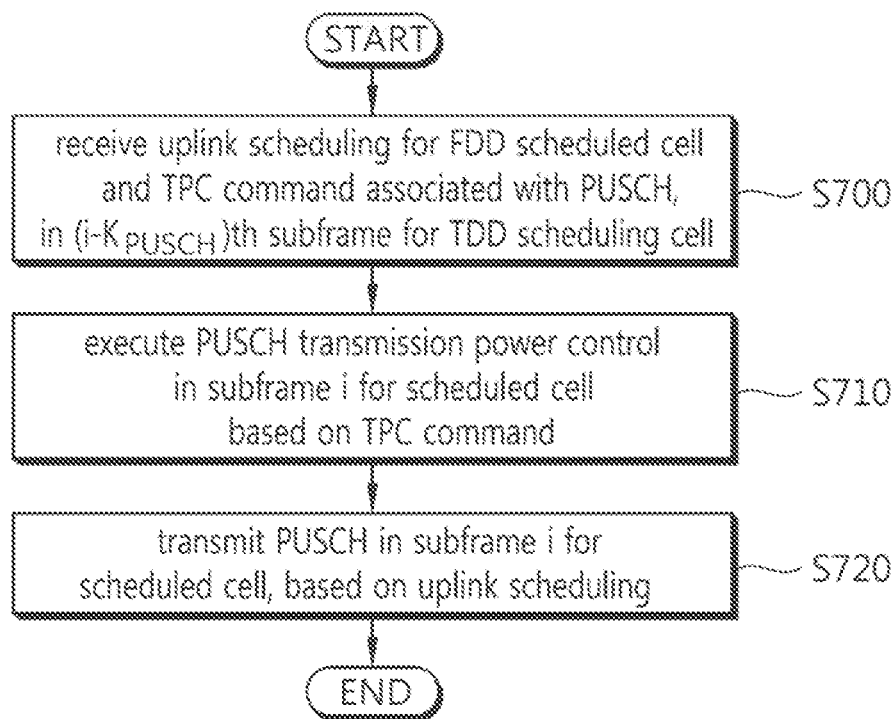 START
receive uplink scheduling for FDD scheduled cell
and TPC command associated with PUSCH,
in (i-KPUSCH)th subframe for TDD scheduling cell
S700
execute PUSCH transmission power control
in subframe i for scheduled cell
based on TPC command
S710
transmit PUSCH in subframe i for
scheduled cell, based on uplink scheduling
S720
END